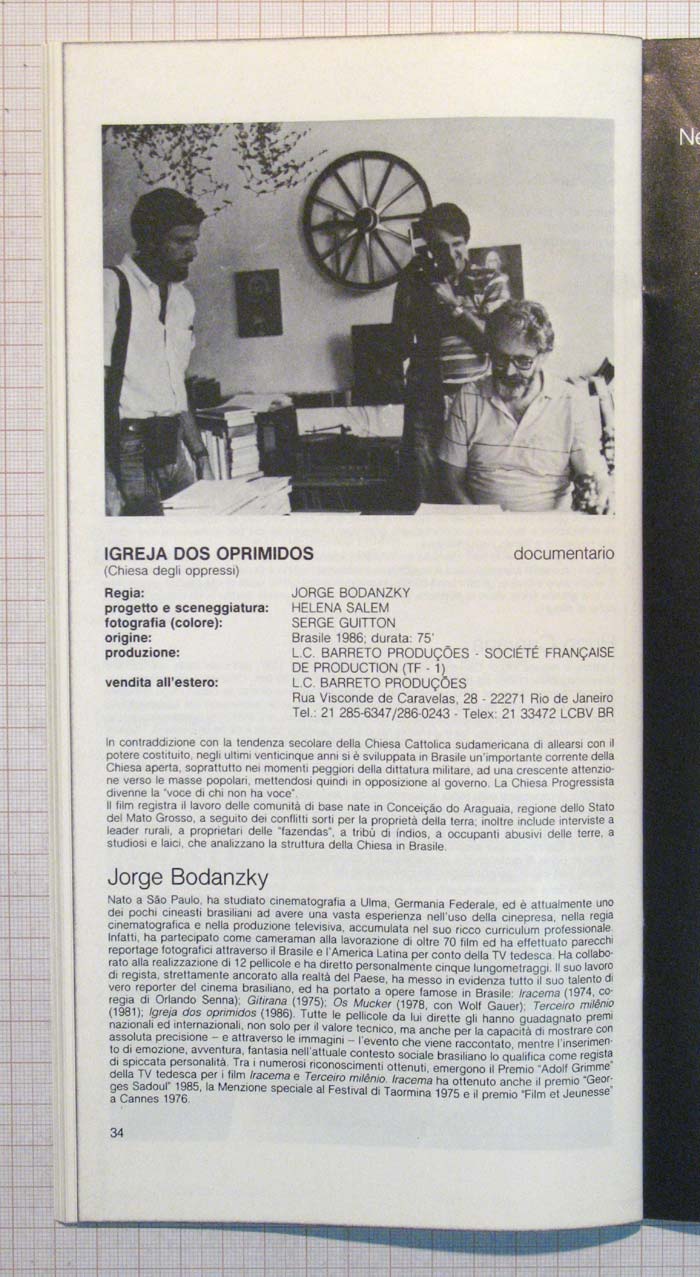 Ne
IGREJA DOS OPRIMIDOS documentario
(Chiesa degli oppressi)
Regia: JORGE BODANZKY
progetto e sceneggiatura: HELENA SALEM
fotografia (colore): SERGE GUITTON
origine: Brasile 1986; durata: 75'
produzione: L.C. BARRETO PRODUÇÕES - SOCIÉTÉ FRANÇAISE
DE PRODUCTION (TF - 1)
vendita all'estero: L.C. BARRETO PRODUÇÕES
Rua Visconde de Caravelas, 28 - 22271 Rio de Janeiro
Tel.: 21 285-6347/286-0243 - Telex: 21 33472 LCBV BR
In contraddizione con la tendenza secolare della Chiesa Cattolica sudamericana di allearsi con il
potere costituito, negli ultimi venticinque anni si è sviluppata in Brasile un'importante corrente della
Chiesa aperta, soprattutto nei momenti peggiori della dittatura militare, ad una crescente attenzio-
ne verso le masse popolari, mettendosi quindi in opposizione al governo. La Chiesa Progressista
divenne la "voce di chi non ha voce".
Il film registra il lavoro delle comunità di base nate in Conceição do Araguaia, regione dello Stato
del Mato Grosso, a seguito dei conflitti sorti per la proprietà della terra; inoltre include interviste a
leader rurali, a proprietari delle "fazendas", a tribù di índios, a occupanti abusivi delle terre, a
studiosi e laici, che analizzano la struttura della Chiesa in Brasile.
Jorge Bodanzky
Nato a São Paulo, ha studiato cinematografia a Ulma, Germania Federale, ed è attualmente uno
dei pochi cineasti brasiliani ad avere una vasta esperienza nell'uso della cinepresa, nella regia
cinematografica e nella produzione televisiva, accumulata nel suo ricco curriculum professionale.
Infatti, ha partecipato come cameraman alla lavorazione di oltre 70 film ed ha effettuato parecchi
reportage fotografici attraverso il Brasile e l'America Latina per conto della TV tedesca. Ha collabo-
rato alla realizzazione di 12 pellicole e ha diretto personalmente cinque lungometraggi. Il suo lavoro
di regista, strettamente ancorato alla realtà del Paese, ha messo in evidenza tutto il suo talento di
vero reporter del cinema brasiliano, ed ha portato a opere famose in Brasile: Iracema (1974, co-
regia di Orlando Senna); Gitirana (1975); Os Mucker (1978, con Wolf Gauer); Terceiro milênio
(1981); Igreja dos oprimidos (1986). Tutte le pellicole da lui dirette gli hanno guadagnato premi
nazionali ed internazionali, non solo per il valore tecnico, ma anche per la capacità di mostrare con
assoluta precisione – e attraverso le immagini – l'evento che viene raccontato, mentre l'inserimen-
to di emozione, avventura, fantasia nell'attuale contesto sociale brasiliano lo qualifica come regista
di spiccata personalità. Tra i numerosi riconoscimenti ottenuti, emergono il Premio "Adolf Grimme"
della TV tedesca per i film Iracema e Terceiro milênio. Iracema ha ottenuto anche il premio "Geor-
ges Sadoul" 1985, la Menzione speciale al Festival di Taormina 1975 e il premio "Film et Jeunesse"
a Cannes 1976.
34